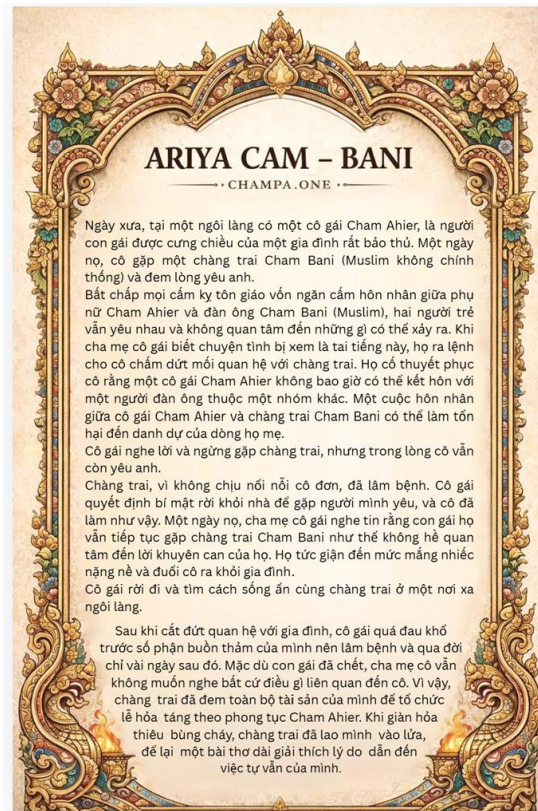 ARIYA CAM – BANI
CHAMPA.ONE
Ngày xưa, tại một ngôi làng có một cô gái Cham Ahier, là người
con gái được cưng chiều của một gia đình rất bảo thủ. Một ngày
nọ, cô gặp một chàng trai Cham Bani (Muslim không chính
thống) và đem lòng yêu anh.
Bất chấp mọi cấm kỵ tôn giáo vốn ngăn cấm hôn nhân giữa phụ
nữ Cham Ahier và đàn ông Cham Bani (Muslim), hai người trẻ
vẫn yêu nhau và không quan tâm đến những gì có thể xảy ra. Khi
cha mẹ cô gái biết chuyện tình bị xem là tai tiếng này, họ ra lệnh
cho cô chấm dứt mối quan hệ với chàng trai. Họ cố thuyết phục
cô rằng một cô gái Cham Ahier không bao giờ có thể kết hôn với
một người đàn ông thuộc một nhóm khác. Một cuộc hôn nhân
giữa cô gái Cham Ahier và chàng trai Cham Bani có thể làm tổn
hại đến danh dự của dòng họ mẹ.
Cô gái nghe lời và ngừng gặp chàng trai, nhưng trong lòng cô vẫn
còn yêu anh.
Chàng trai, vì không chịu nổi nỗi cô đơn, đã lâm bệnh. Cô gái
quyết định bí mật rời khỏi nhà để gặp người mình yêu, và cô đã
làm như vậy. Một ngày nọ, cha mẹ cô gái nghe tin rằng con gái họ
vẫn tiếp tục gặp chàng trai Cham Bani như thể không hề quan
tâm đến lời khuyên can của họ. Họ tức giận đến mức mắng nhiếc
nặng nề và đuổi cô ra khỏi gia đình.
Cô gái rời đi và tìm cách sống ẩn cùng chàng trai ở một nơi xa
ngôi làng.
Sau khi cắt đứt quan hệ với gia đình, cô gái quá đau khổ
trước số phận buồn thảm của mình nên lâm bệnh và qua đời
chỉ vài ngày sau đó. Mặc dù con gái đã chết, cha mẹ cô vẫn
không muốn nghe bất cứ điều gì liên quan đến cô. Vì vậy,
chàng trai đã đem toàn bộ tài sản của mình để tổ chức
lễ hỏa táng theo phong tục Cham Ahier. Khi giàn hỏa
thiêu bùng cháy, chàng trai đã lao mình vào lửa,
để lại một bài thơ dài giải thích lý do dẫn đến
việc tự vẫn của mình.